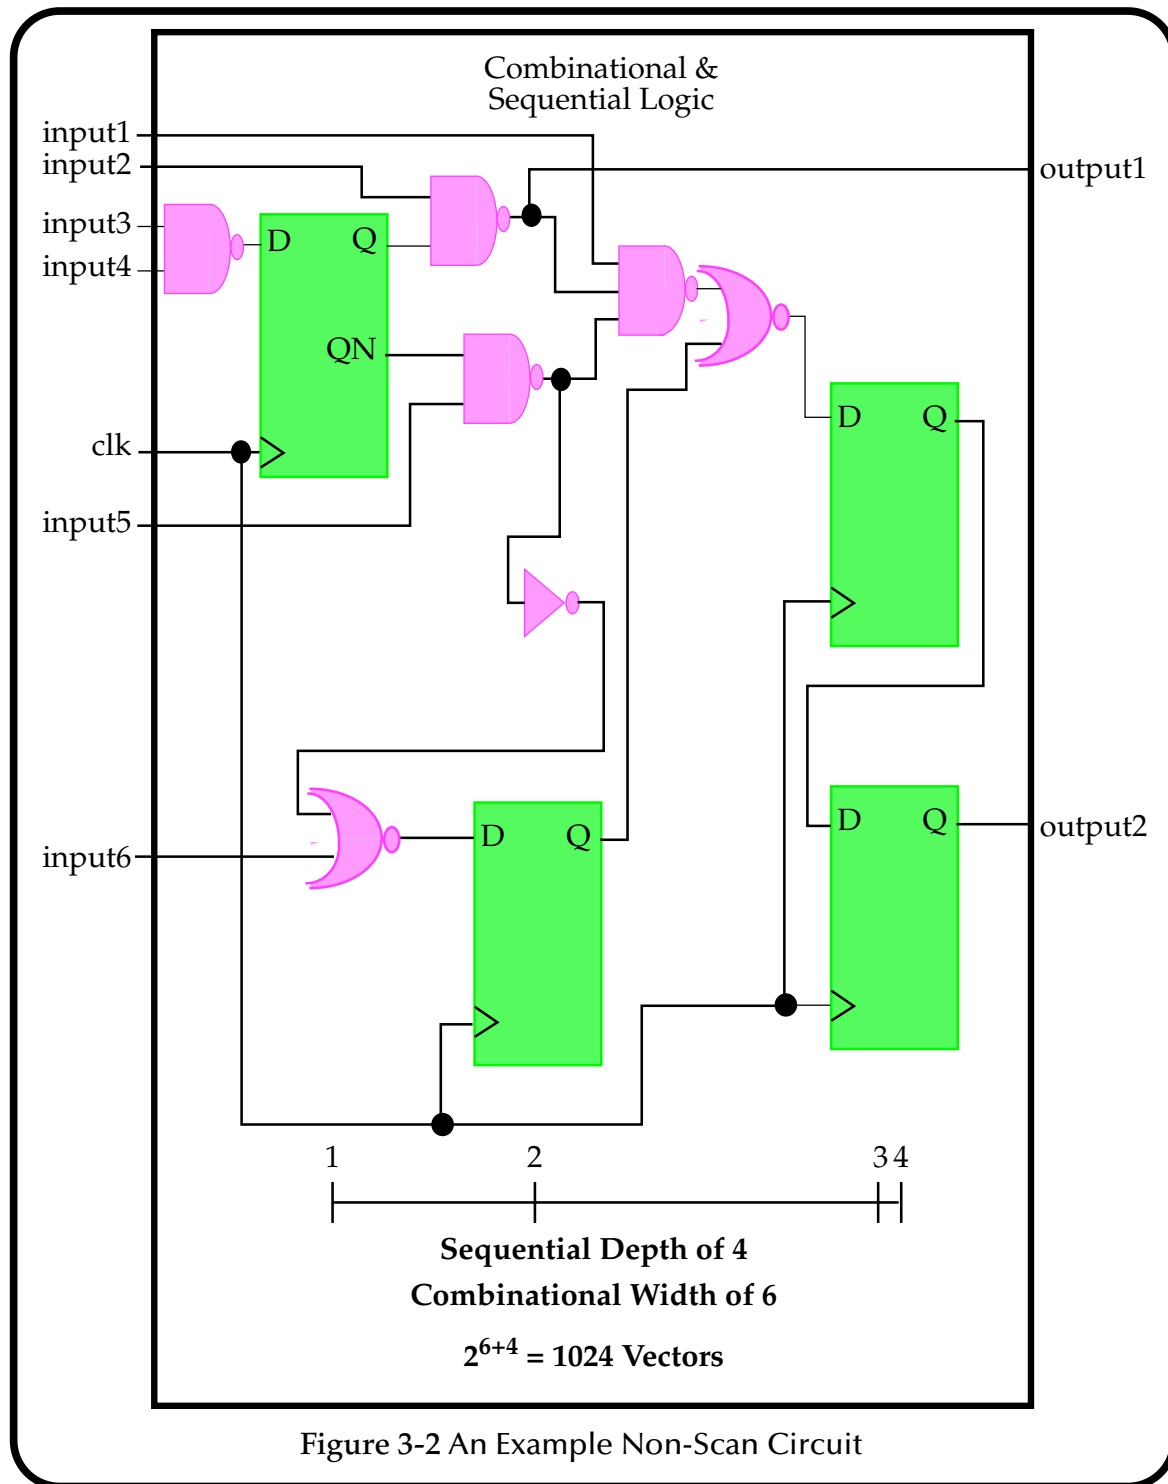 Combinational &
Sequential Logic
input1
input2
output1
input3
D Q
input4
QN
D Q
clk
input5
D Q
D Q
output2
input6
1 2 3 4
Sequential Depth of 4
Combinational Width of 6
2^6+4 = 1024 Vectors
Figure 3-2 An Example Non-Scan Circuit